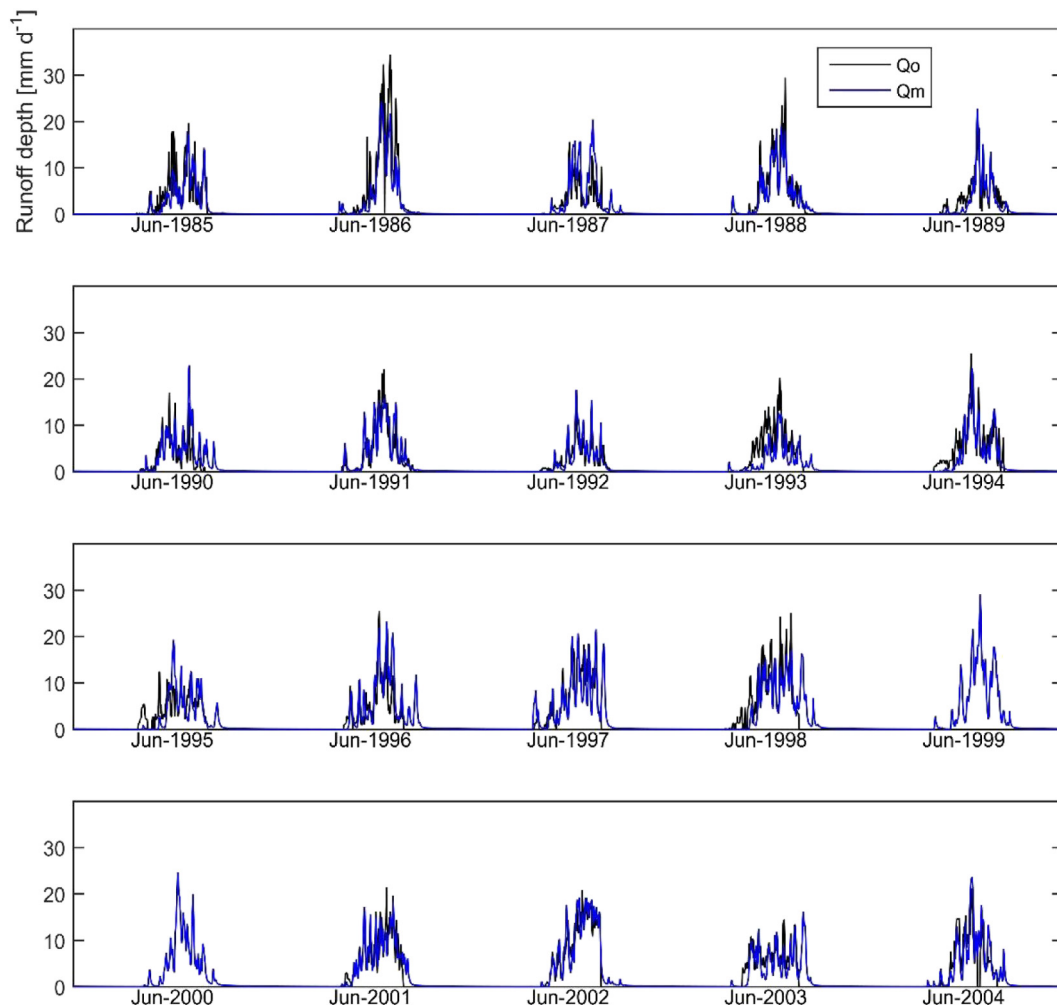 Runoff depth [mm d⁻¹]
30
20
10
0
Qo
Qm
Jun-1985 Jun-1986 Jun-1987 Jun-1988 Jun-1989
30
20
10
0
Jun-1990 Jun-1991 Jun-1992 Jun-1993 Jun-1994
30
20
10
0
Jun-1995 Jun-1996 Jun-1997 Jun-1998 Jun-1999
30
20
10
0
Jun-2000 Jun-2001 Jun-2002 Jun-2003 Jun-2004